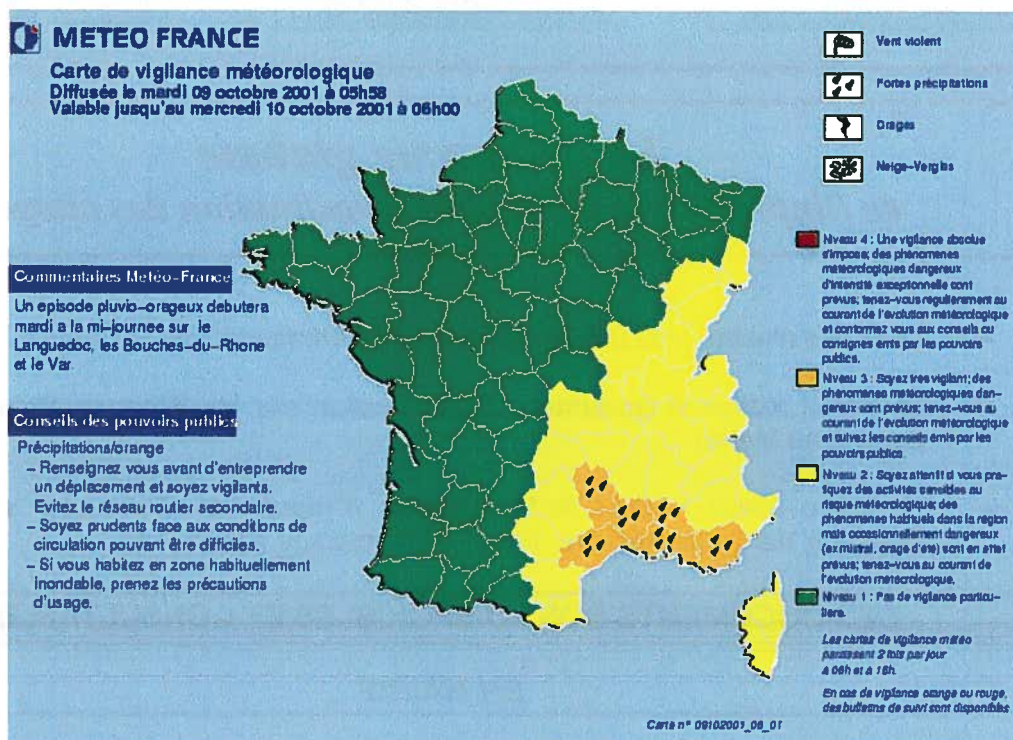 METEO FRANCE
Carte de vigilance météorologique
Diffusée le mardi 09 octobre 2001 à 05h58
Valable jusqu'au mercredi 10 octobre 2001 à 06h00
Vent violent
Fortes précipitations
Orages
Neige-Verglas
Commentaires Météo-France
Un episode pluvio-orageux debutera
mardi a la mi-journee sur le
Languedoc, les Bouches-du-Rhone
et le Var.
Conseils des pouvoirs publics
Précipitations/orange
- Renseignez vous avant d'entreprendre
un déplacement et soyez vigilants.
Evitez le réseau routier secondaire.
- Soyez prudents face aux conditions de
circulation pouvant être difficiles.
- Si vous habitez en zone habituellement
inondable, prenez les précautions
d'usage.
Niveau 4 : Une vigilance absolue
s'impose; des phénomènes
météorologiques dangereux
d'intensité exceptionnelle sont
prévus; tenez-vous régulièrement au
courant de l'évolution météorologique
et conformez vous aux conseils ou
consignes émis par les pouvoirs
publics.
Niveau 3 : Soyez très vigilant; des
phénomènes météorologiques dan-
gereux sont prévus; tenez-vous au
courant de l'évolution météorologique
et suivez les conseils émis par les
pouvoirs publics.
Niveau 2 : Soyez attentif si vous pra-
tiquez des activités sensibles au
risque météorologique; des
phénomènes habituels dans la région
mais occasionnellement dangereux
(ex mistral, orage d'été) sont en effet
prévus; tenez-vous au courant de
l'évolution météorologique.
Niveau 1 : Pas de vigilance particu-
lière.
Les cartes de vigilance météo
paraissent 2 fois par jour
à 06h et à 16h.
En cas de vigilance orange ou rouge,
des bulletins de suivi sont disponibles
Carte n° 09102001_06_01